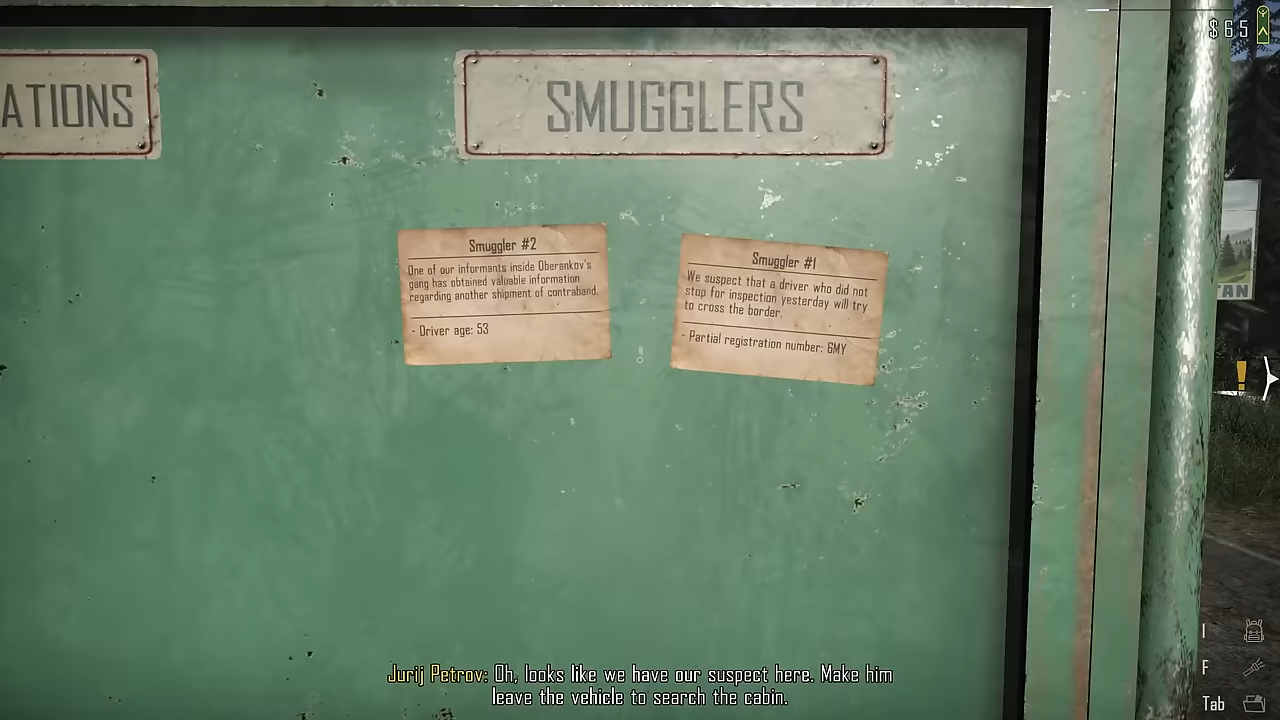 $65
ATIONS
SMUGGLERS
Smuggler #2
One of our informants inside Oberankov's
gang has obtained valuable information
regarding another shipment of contraband.
- Driver age: 53
Smuggler #1
We suspect that a driver who did not
stop for inspection yesterday will try
to cross the border.
- Partial registration number: 6MY
TAN
!
I
F
Tab
Jurij Petrov: Oh, looks like we have our suspect here. Make him
leave the vehicle to search the cabin.